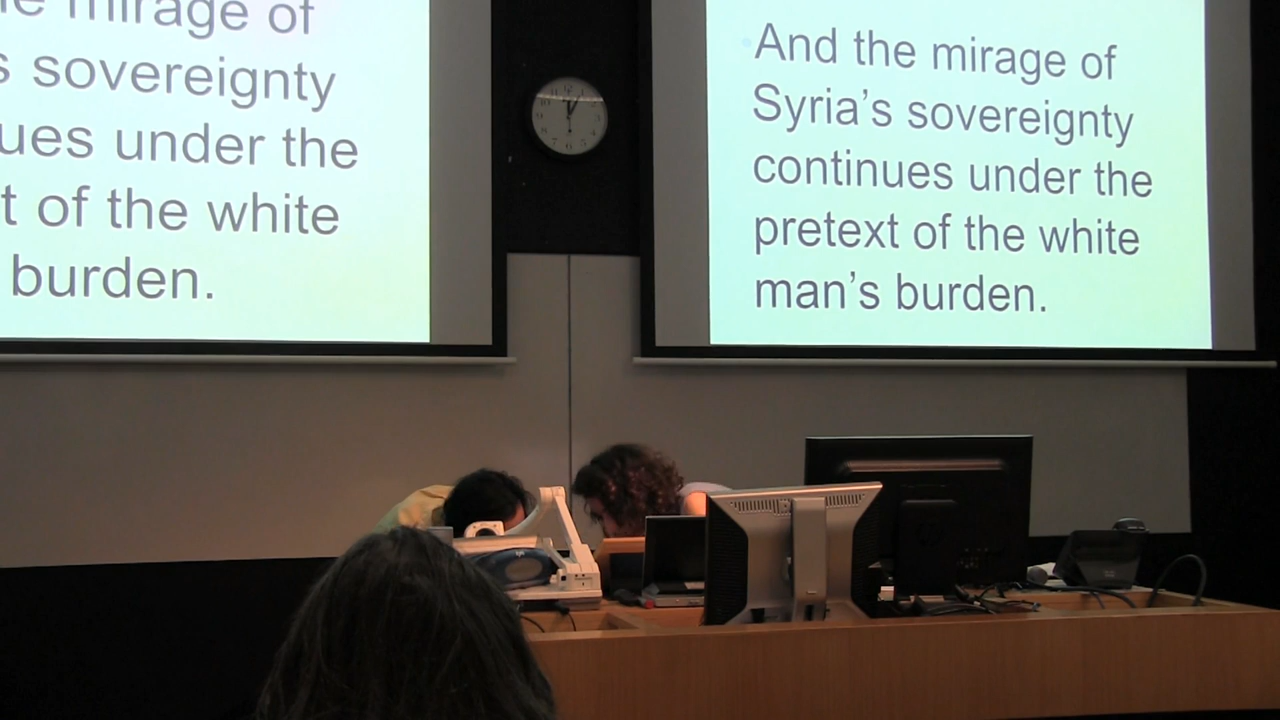 mirage of
sovereignty
ues under the
t of the white
burden.
And the mirage of
Syria's sovereignty
continues under the
pretext of the white
man's burden.